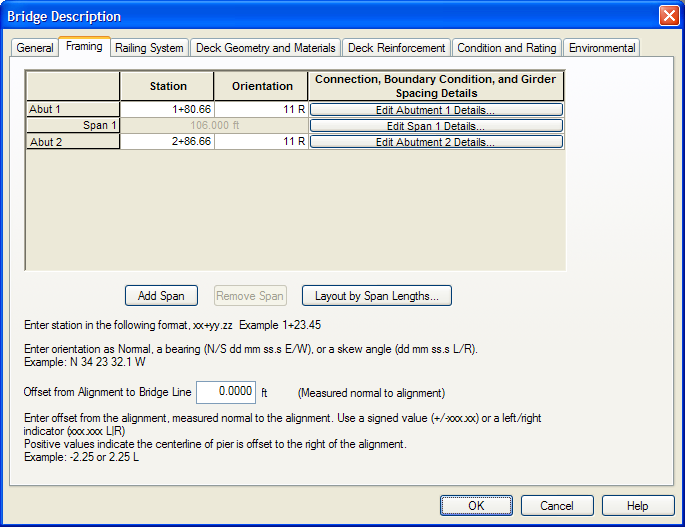 Bridge Description
General Framing Railing System Deck Geometry and Materials Deck Reinforcement Condition and Rating Environmental
Station Orientation Connection, Boundary Condition, and Girder
Spacing Details
Abut 1 1+80.66 11 R Edit Abutment 1 Details...
Span 1 106.000 ft Edit Span 1 Details...
Abut 2 2+86.66 11 R Edit Abutment 2 Details...
Add Span Remove Span Layout by Span Lengths...
Enter station in the following format, xx+yy.zz Example 1+23.45
Enter orientation as Normal, a bearing (N/S dd mm ss.s E/W), or a skew angle (dd mm ss.s L/R).
Example: N 34 23 32.1 W
Offset from Alignment to Bridge Line 0.0000 ft (Measured normal to alignment)
Enter offset from the alignment, measured normal to the alignment. Use a signed value (+/-xxx.xx) or a left/right
indicator (xxx.xxx L|R)
Positive values indicate the centerline of pier is offset to the right of the alignment.
Example: -2.25 or 2.25 L
OK Cancel Help